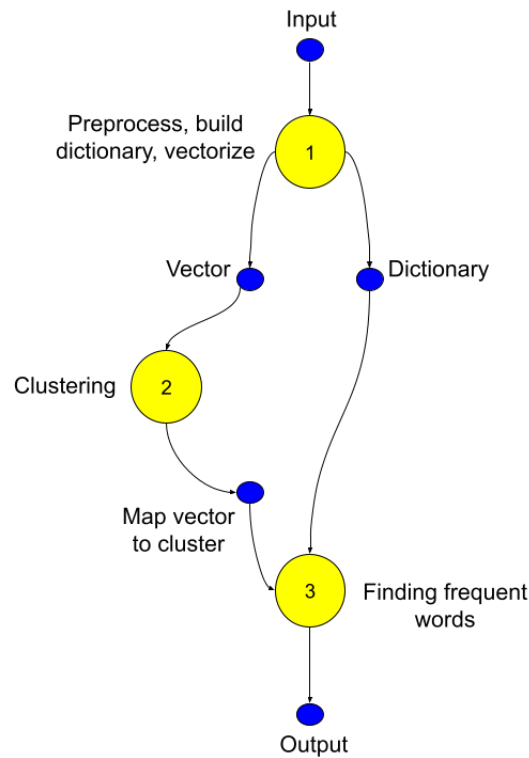 Input
Preprocess, build
dictionary, vectorize
1
Vector
Dictionary
Clustering
2
Map vector
to cluster
3
Finding frequent
words
Output